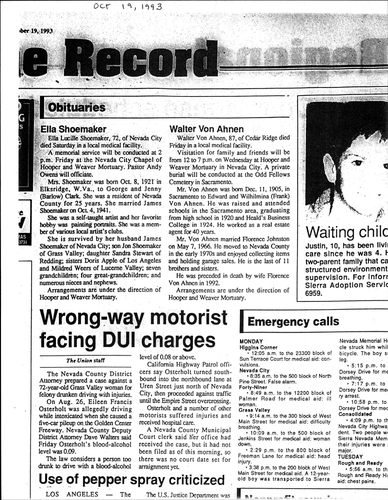 OCT 19, 1993
ber 19, 1993
e Record
Obituaries
Ella Shoemaker
Ella Lucille Shoemaker, 72, of Nevada City
died Saturday in a local medical facility.
A memorial service will be conducted at 2
p.m. Friday at the Nevada City Chapel of
Hooper and Weaver Mortuary. Pastor Andy
Owens will officiate.
Mrs. Shoemaker was born Oct. 8, 1921 in
Elkridge, W.Va., to George and Jenny
(Barlow) Clark. She was a resident of Nevada
County for 25 years. She married James
Shoemaker on Oct. 4, 1941.
She was a self-taught artist and her favorite
hobby was painting portraits. She was a mem-
ber of various local artist's clubs.
She is survived by her husband James
Shoemaker of Nevada City; son Jim Shoemaker
of Grass Valley; daughter Sandra Stewart of
Redding; sisters Doris Apple of Los Angeles
and Mildred Weers of Lucerne Valley; seven
grandchildren; four great-grandchildren; and
numerous nieces and nephews.
Arrangements are under the direction of
Hooper and Weaver Mortuary.
Walter Von Ahnen
Walter Von Ahnen, 87, of Cedar Ridge died
Friday in a local medical facility.
Visitation for family and friends will be
from 12 to 7 p.m. on Wednesday at Hooper and
Weaver Mortuary in Nevada City. A private
burial will be conducted at the Odd Fellows
Cemetery in Sacramento.
Mr. Von Ahnen was born Dec. 11, 1905, in
Sacramento to Edward and Wilhilmina (Frank)
Von Ahnen. He was raised and attended
schools in the Sacramento area, graduating
from high school in 1920 and Heald's Business
College in 1924. He worked as a real estate
agent for 40 years.
Mr. Von Ahnen married Florence Johnston
on May 7, 1966. He moved to Nevada County
in the early 1970s and enjoyed collecting items
and holding garage sales. He is the last of 11
brothers and sisters.
He was preceded in death by wife Florence
Von Ahnen in 1992.
Arrangements are under the direction of
Hooper and Weaver Mortuary.
Waiting child
Justin, 10, has been livi
care since he was 4. H
two-parent family that ca
structured environment
supervision. For infor
Sierra Adoption Servic
6959.
Wrong-way motorist
facing DUI charges
The Union staff
The Nevada County District
Attorney prepared a case against a
72-year-old Grass Valley woman for
felony drunken driving with injuries.
On Aug. 26, Eileen Francis
Osterholt was allegedly driving
while intoxicated when she caused a
five-car pileup on the Golden Center
Freeway. Nevada County Deputy
District Attorney Dave Walters said
Friday Osterholt's blood-alcohol
level was 0.09.
The law considers a person too
drunk to drive with a blood-alcohol
level of 0.08 or above.
California Highway Patrol offi-
cers say Osterholt turned south-
bound into the northbound lane at
Uren Street just north of Nevada
City, then proceeded against traffic
until the Empire Street overcrossing.
Osterholt and a number of other
motorists suffered injuries and
received hospital care.
A Nevada County Municipal
Court clerk said her office had
received the case, but it had not
been filed as of this morning, so
there was no court date set for
arraignment yet.
Use of pepper spray criticized
LOS ANGELES — The
The U.S. Justice Department was
Emergency calls
MONDAY
Higgins Corner
• 12:05 a.m. to the 23300 block of
Sun Terrace Court for medical aid: con-
vulsions.
Nevada City
• 6:35 a.m. to the 500 block of North
Pine Street. False alarm.
Forty-Niner
• 8:49 a.m. to the 12200 block of
Palmer Road for medical aid: ill
woman.
Grass Valley
• 9:14 a.m. to the 300 block of West
Main Street for medical aid: difficulty
breathing.
• 10:09 a.m. to the 500 block of
Jenkins Street for medical aid: woman
down.
• 2:29 p.m. to the 800 block of
Freeman Lane for medical aid: head
injury.
• 3:38 p.m. to the 200 block of West
Main Street for medical aid. A 12-year-
old boy was transported to Sierra
Nevada Memorial H
cle struck him whil
bicycle. The boy s
leg.
• 5:15 p.m. to
Dorsey Drive for me
breathing.
• 7:17 p.m. to
Dorsey Drive for med
ry arrest.
• 10:58 p.m. to
Dorsey Drive for med
Consolidated
• 4:09 p.m. to S
Nevada City Highwa
dent. Two people w
Sierra Nevada Mem
their injuries were
major.
TUESDAY
Rough and Ready
• 5:56 a.m. to th
Rough and Ready Hi
aid: chest pains.